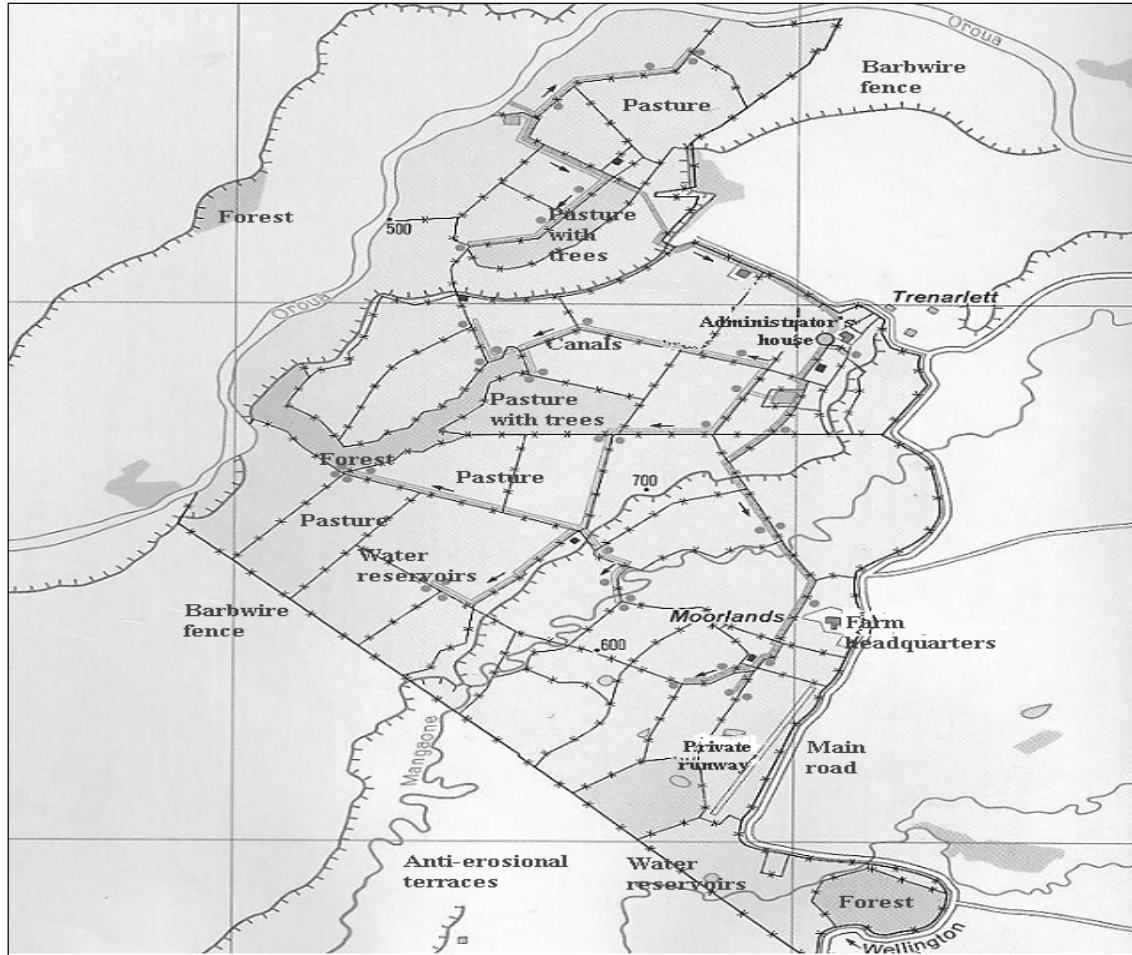 Oroua
Barbwire
fence
Pasture
Forest
500
Pasture
with
trees
Oroua
Trenarlett
Administrator's
house
Canals
Pasture
with trees
Forest
Pasture
700
Pasture
Water
reservoirs
Barbwire
fence
Moorlands
Farm
headquarters
600
Mangaone
Private
runway
Main
road
Anti-erosional
terraces
Water
reservoirs
Forest
Wellington